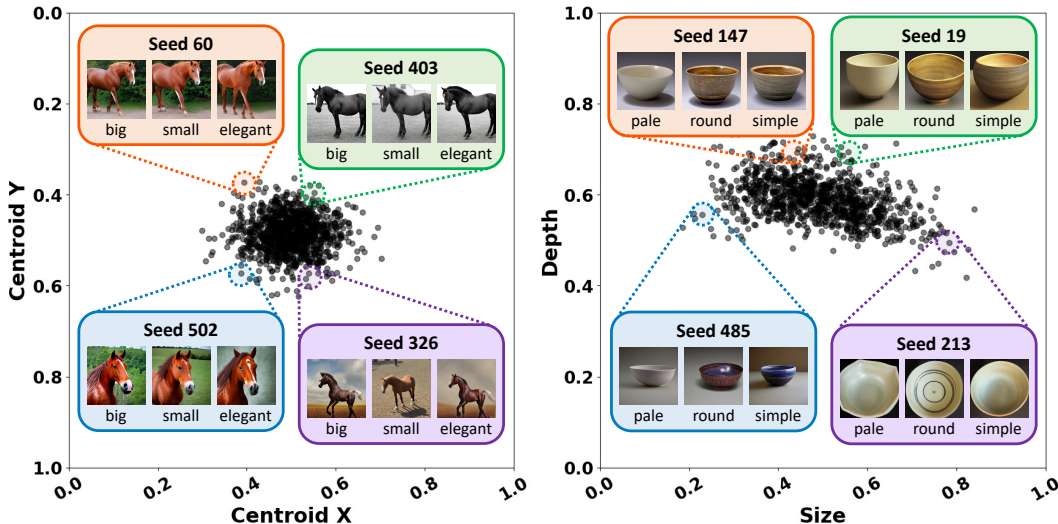 0.0
0.2
0.4
0.6
0.8
1.0
Centroid Y
0.0
0.2
0.4
0.6
0.8
1.0
Centroid X
Seed 60
big small elegant
Seed 403
big small elegant
Seed 502
big small elegant
Seed 326
big small elegant
1.0
0.8
0.6
0.4
0.2
0.0
Depth
0.0
0.2
0.4
0.6
0.8
1.0
Size
Seed 147
pale round simple
Seed 19
pale round simple
Seed 485
pale round simple
Seed 213
pale round simple